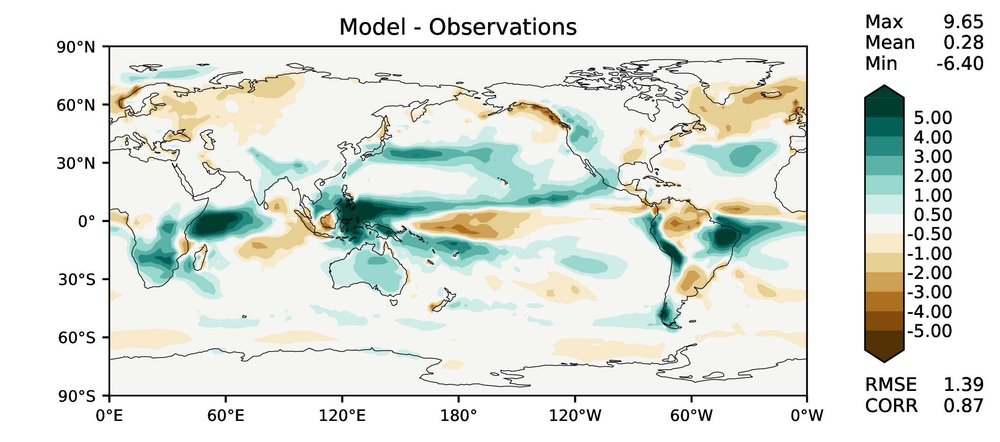 Model - Observations
Max 9.65
Mean 0.28
Min -6.40
90°N
60°N
30°N
0°
30°S
60°S
90°S
0°E 60°E 120°E 180° 120°W 60°W 0°W
5.00
4.00
3.00
2.00
1.00
0.50
-0.50
-1.00
-2.00
-3.00
-4.00
-5.00
RMSE 1.39
CORR 0.87